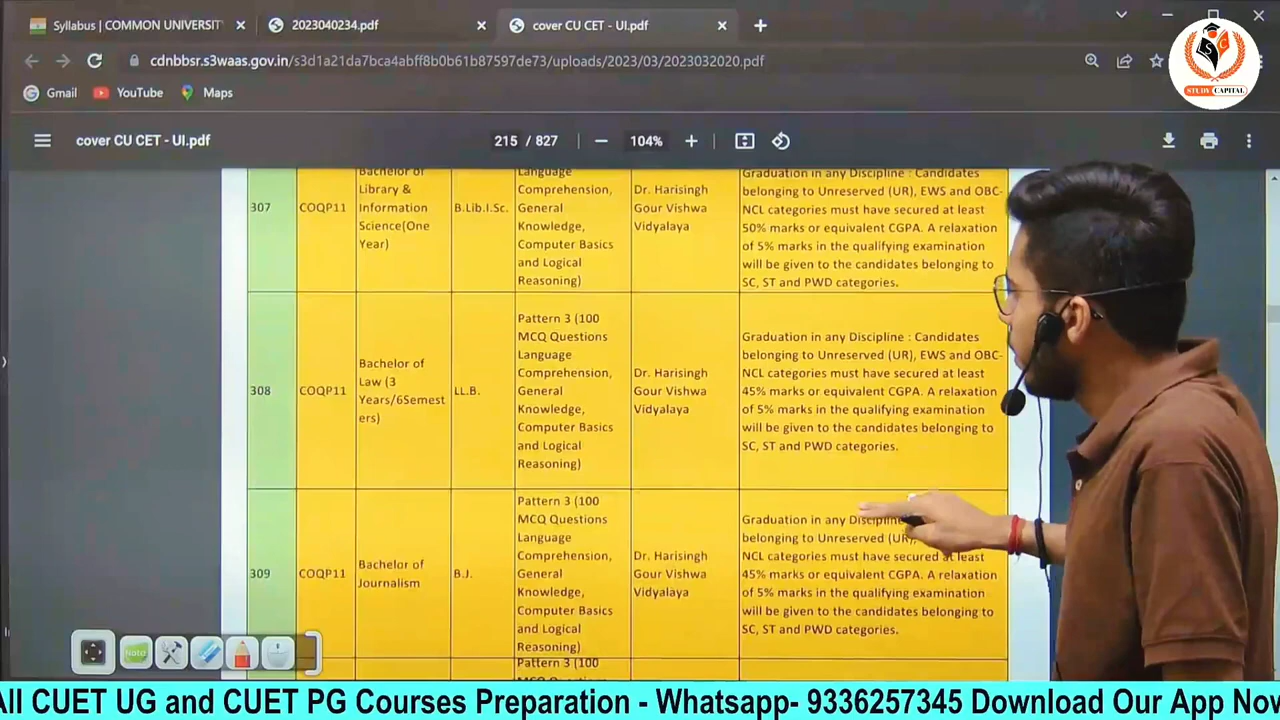 Syllabus | COMMON UNIVERSIT
2023040234.pdf
cover CU CET - UI.pdf
cdnbbsr.s3waas.gov.in/s3d1a21da7bca4abff8b0b61b87597de73/uploads/2023/03/2023032020.pdf
Gmail
YouTube
Maps
STUDY CAPITAL
cover CU CET - UI.pdf
215 / 827
104%
307
COQP11
Bachelor of
Library &
Information
Science(One
Year)
B.Lib.I.Sc.
Language
Comprehension,
General
Knowledge,
Computer Basics
and Logical
Reasoning)
Dr. Harisingh
Gour Vishwa
Vidyalaya
Graduation in any Discipline : Candidates
belonging to Unreserved (UR), EWS and OBC-
NCL categories must have secured at least
50% marks or equivalent CGPA. A relaxation
of 5% marks in the qualifying examination
will be given to the candidates belonging to
SC, ST and PWD categories.
308
COQP11
Bachelor of
Law (3
Years/6Semest
ers)
LL.B.
Pattern 3 (100
MCQ Questions
Language
Comprehension,
General
Knowledge,
Computer Basics
and Logical
Reasoning)
Dr. Harisingh
Gour Vishwa
Vidyalaya
Graduation in any Discipline : Candidates
belonging to Unreserved (UR), EWS and OBC-
NCL categories must have secured at least
45% marks or equivalent CGPA. A relaxation
of 5% marks in the qualifying examination
will be given to the candidates belonging to
SC, ST and PWD categories.
309
COQP11
Bachelor of
Journalism
B.J.
Pattern 3 (100
MCQ Questions
Language
Comprehension,
General
Knowledge,
Computer Basics
and Logical
Reasoning)
Dr. Harisingh
Gour Vishwa
Vidyalaya
Graduation in any Discipline
belonging to Unreserved (UR),
NCL categories must have secured at least
45% marks or equivalent CGPA. A relaxation
of 5% marks in the qualifying examination
will be given to the candidates belonging to
SC, ST and PWD categories.
Pattern 3 (100
Note
All CUET UG and CUET PG Courses Preparation - Whatsapp- 9336257345 Download Our App Now